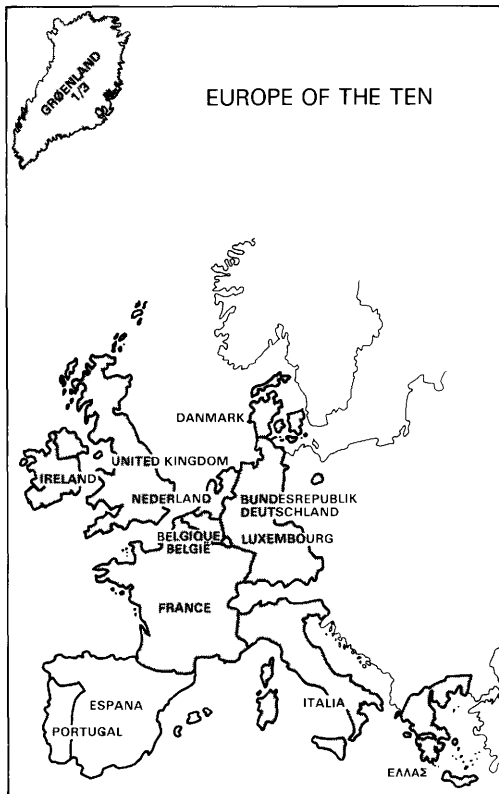 GRØENLAND
1/3
EUROPE OF THE TEN
DANMARK
UNITED KINGDOM
IRELAND
NEDERLAND
BUNDESREPUBLIK
DEUTSCHLAND
BELGIQUE
BELGIË
LUXEMBOURG
FRANCE
ESPANA
PORTUGAL
ITALIA
ΕΛΛΑΣ